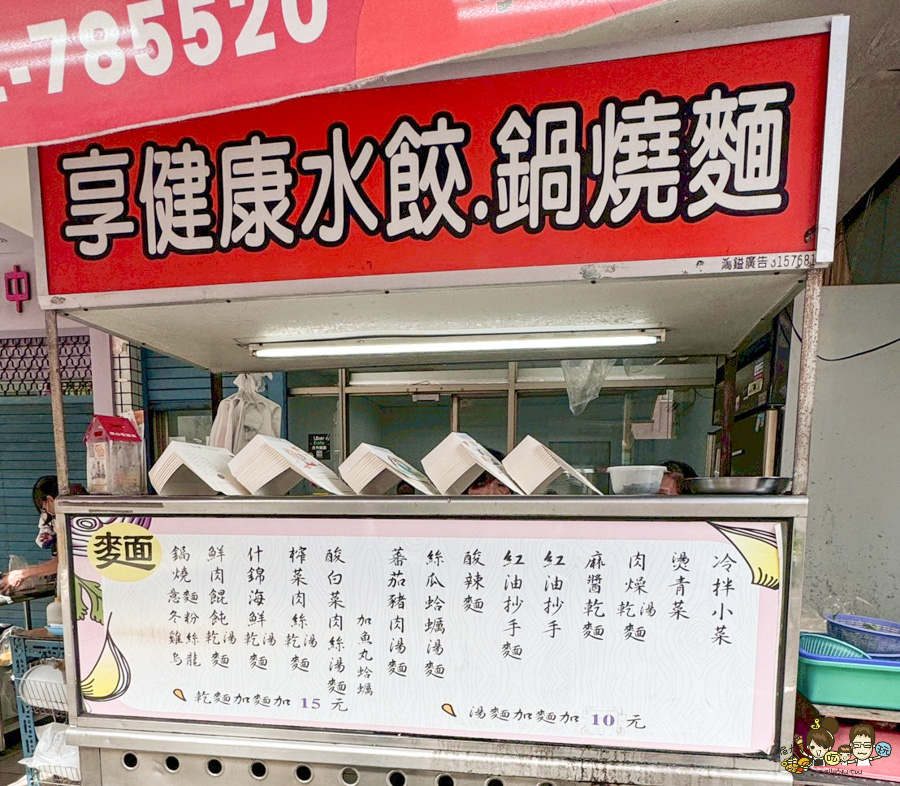 -785520
享健康水餃.鍋燒麵
鴻鎰廣告 3157681
中
麵
鍋燒 意麵 冬粉 雞絲 烏龍
鮮肉餛飩乾湯麵
什錦海鮮乾湯麵
榨菜肉絲乾湯麵
酸白菜肉絲湯麵
加魚丸蛤蠣
蕃茄豬肉湯麵
絲瓜蛤蠣湯麵
酸辣麵
紅油抄手麵
紅油抄手
麻醬乾麵
肉燥乾湯麵
燙青菜
冷拌小菜
乾麵加麵加 15 元
湯麵加麵加 10 元